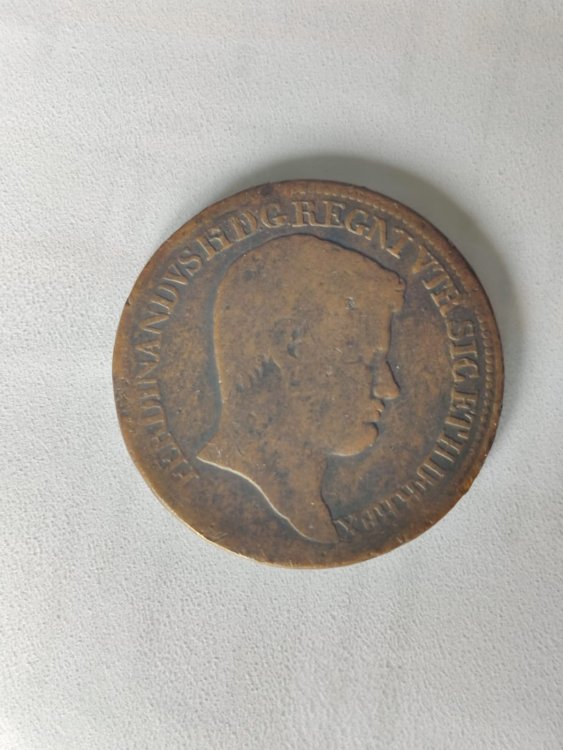 FERDINANDVS II D.G. REGNI VTR. SIC. ET HIER. REX